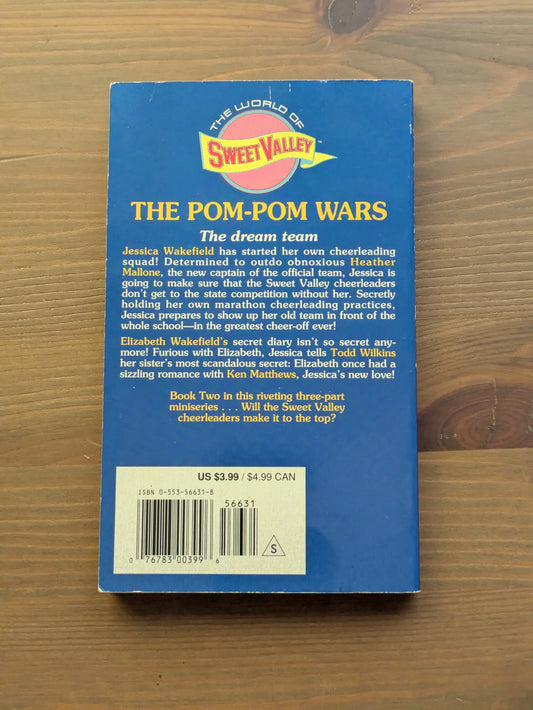 THE WORLD OF
SWEET VALLEY™
THE POM-POM WARS
The dream team
Jessica Wakefield has started her own cheerleading
squad! Determined to outdo obnoxious Heather
Mallone, the new captain of the official team, Jessica is
going to make sure that the Sweet Valley cheerleaders
don't get to the state competition without her. Secretly
holding her own marathon cheerleading practices,
Jessica prepares to show up her old team in front of the
whole school—in the greatest cheer-off ever!
Elizabeth Wakefield's secret diary isn't so secret any-
more! Furious with Elizabeth, Jessica tells Todd Wilkins
her sister's most scandalous secret: Elizabeth once had a
sizzling romance with Ken Matthews, Jessica's new love!
Book Two in this riveting three-part
miniseries . . . Will the Sweet Valley
cheerleaders make it to the top?
US $3.99 / $4.99 CAN
ISBN 0-553-56631-8
56631
S
0 76783 00399 6